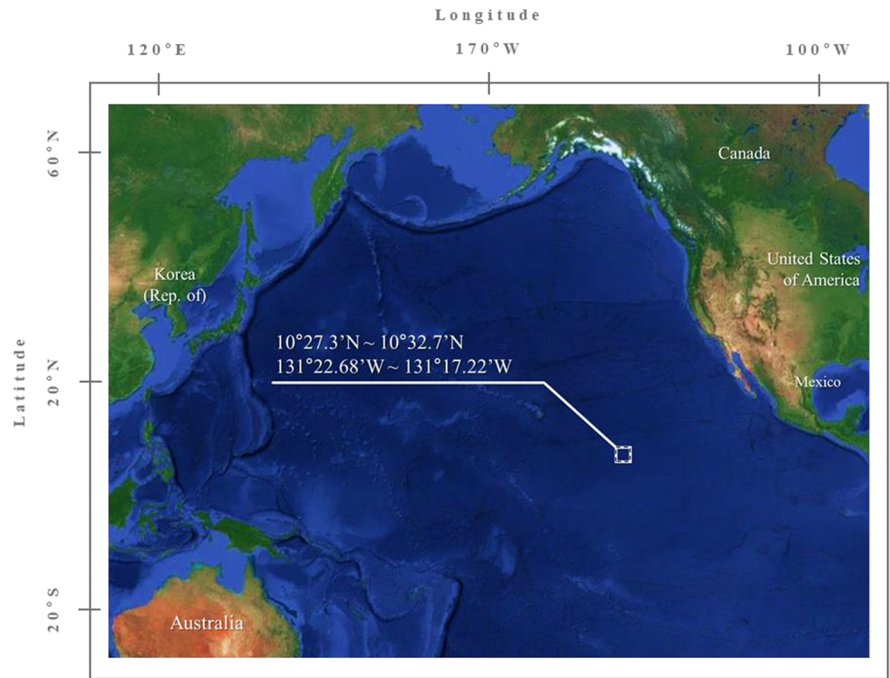 Longitude
120°E 170°W 100°W
60°N
Canada
United States
of America
Korea
(Rep. of)
10°27.3’N ~ 10°32.7’N
131°22.68’W ~ 131°17.22’W
Latitude
20°N
Mexico
20°S
Australia